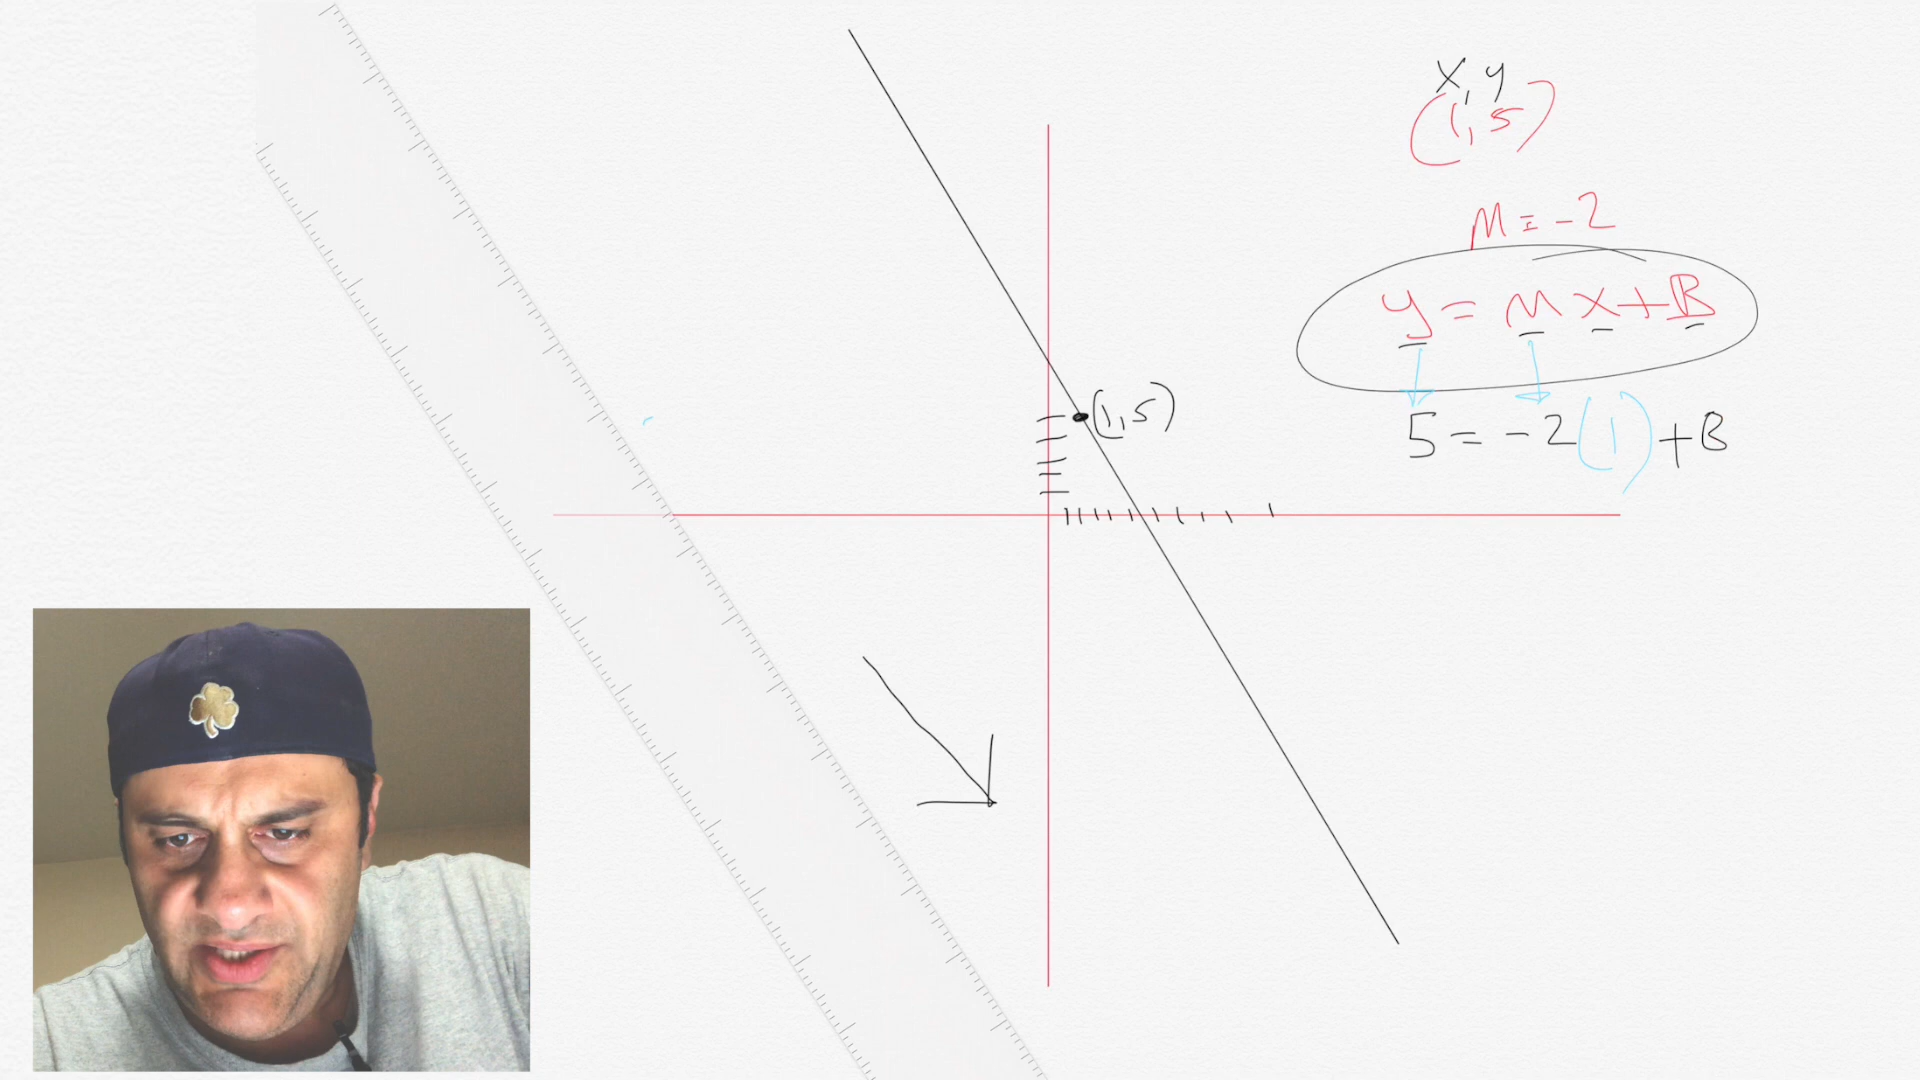 x, y
(1, 5)
M = -2
y = Mx+B
(1, 5)
5 = -2(1)+B